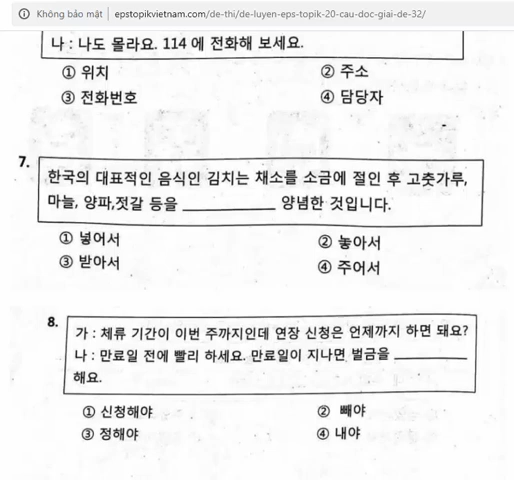 Không bảo mật | epstopikvietnam.com/de-thi/de-luyen-eps-topik-20-cau-doc-giai-de-32/
나 : 나도 몰라요. 114 에 전화해 보세요.
① 위치 ② 주소
③ 전화번호 ④ 담당자
7.
한국의 대표적인 음식인 김치는 채소를 소금에 절인 후 고춧가루,
마늘, 양파,젓갈 등을 __________ 양념한 것입니다.
① 넣어서 ② 놓아서
③ 받아서 ④ 주어서
8.
가 : 체류 기간이 이번 주까지인데 연장 신청은 언제까지 하면 돼요?
나 : 만료일 전에 빨리 하세요. 만료일이 지나면 벌금을 ________
해요.
① 신청해야 ② 빼야
③ 정해야 ④ 내야